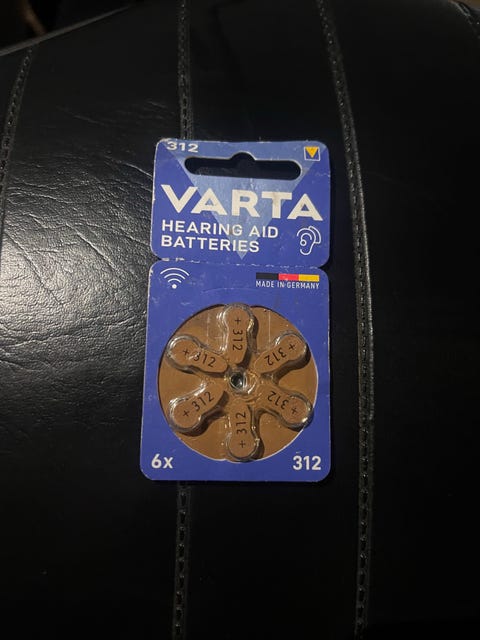 312
VARTA
HEARING AID
BATTERIES
MADE IN GERMANY
+ 312
+ 312
+ 312
+ 312
+ 312
+ 312
6x
312